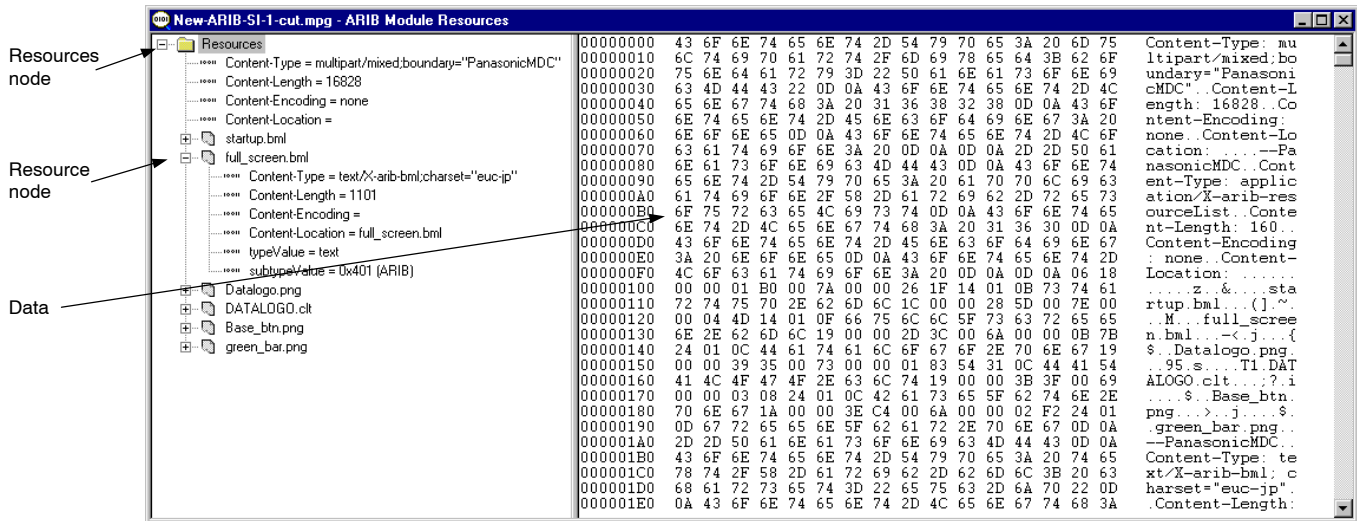 New-ARIB-SI-1-cut.mpg - ARIB Module Resources
Resources node
Resource node
Data
Resources
Content-Type = multipart/mixed;boundary="PanasonicMDC"
Content-Length = 16828
Content-Encoding = none
Content-Location =
startup.bml
full_screen.bml
Content-Type = text/X-arib-bml;charset="euc-jp"
Content-Length = 1101
Content-Encoding =
Content-Location = full_screen.bml
typeValue = text
subtypeValue = 0x401 (ARIB)
Datalogo.png
DATALOGO.clt
Base_btn.png
green_bar.png
00000000 43 6F 6E 74 65 6E 74 2D 54 79 70 65 3A 20 6D 75 Content-Type: mu
00000010 6C 74 69 70 61 72 74 2F 6D 69 78 65 64 3B 62 6F ltipart/mixed;bo
00000020 75 6E 64 61 72 79 3D 22 50 61 6E 61 73 6F 6E 69 undary="Panasoni
00000030 63 4D 44 43 22 0D 0A 43 6F 6E 74 65 6E 74 2D 4C cMDC"..Content-L
00000040 65 6E 67 74 68 3A 20 31 36 38 32 38 0D 0A 43 6F ength: 16828..Co
00000050 6E 74 65 6E 74 2D 45 6E 63 6F 64 69 6E 67 3A 20 ntent-Encoding:
00000060 6E 6F 6E 65 0D 0A 43 6F 6E 74 65 6E 74 2D 4C 6F none..Content-Lo
00000070 63 61 74 69 6F 6E 3A 20 0D 0A 0D 0A 2D 2D 50 61 cation: ....--Pa
00000080 6E 61 73 6F 6E 69 63 4D 44 43 0D 0A 43 6F 6E 74 nasonicMDC..Cont
00000090 65 6E 74 2D 54 79 70 65 3A 20 61 70 70 6C 69 63 ent-Type: applic
000000A0 61 74 69 6F 6E 2F 58 2D 61 72 69 62 2D 72 65 73 ation/X-arib-res
000000B0 6F 75 72 63 65 4C 69 73 74 0D 0A 43 6F 6E 74 65 ourceList..Conte
000000C0 6E 74 2D 4C 65 6E 67 74 68 3A 20 31 36 30 0D 0A nt-Length: 160..
000000D0 43 6F 6E 74 65 6E 74 2D 45 6E 63 6F 64 69 6E 67 Content-Encoding
000000E0 3A 20 6E 6F 6E 65 0D 0A 43 6F 6E 74 65 6E 74 2D : none..Content-
000000F0 4C 6F 63 61 74 69 6F 6E 3A 20 0D 0A 0D 0A 06 18 Location: ......
00000100 00 00 01 B0 00 7A 00 00 26 1F 14 01 0B 73 74 61 .....z..&....sta
00000110 72 74 75 70 2E 62 6D 6C 1C 00 00 28 5D 00 7E 00 rtup.bml...(].~.
00000120 00 04 4D 14 01 0F 66 75 6C 6C 5F 73 63 72 65 65 ..M...full_scree
00000130 6E 2E 62 6D 6C 19 00 00 2D 3C 00 6A 00 00 0B 7B n.bml...-<.j...{
00000140 24 01 0C 44 61 74 61 6C 6F 67 6F 2E 70 6E 67 19 $..Datalogo.png.
00000150 00 00 39 35 00 73 00 00 01 83 54 31 0C 44 41 54 ..95.s....T1.DAT
00000160 41 4C 4F 47 4F 2E 63 6C 74 19 00 00 3B 3F 00 69 ALOGO.clt...;?.i
00000170 00 00 03 08 24 01 0C 42 61 73 65 5F 62 74 6E 2E ....$..Base_btn.
00000180 70 6E 67 1A 00 00 3E C4 00 6A 00 00 02 F2 24 01 png...>..j....$.
00000190 0D 67 72 65 65 6E 5F 62 61 72 2E 70 6E 67 0D 0A .green_bar.png..
000001A0 2D 2D 50 61 6E 61 73 6F 6E 69 63 4D 44 43 0D 0A --PanasonicMDC..
000001B0 43 6F 6E 74 65 6E 74 2D 54 79 70 65 3A 20 74 65 Content-Type: te
000001C0 78 74 2F 58 2D 61 72 69 62 2D 62 6D 6C 3B 20 63 xt/X-arib-bml; c
000001D0 68 61 72 73 65 74 3D 22 65 75 63 2D 6A 70 22 0D harset="euc-jp".
000001E0 0A 43 6F 6E 74 65 6E 74 2D 4C 65 6E 67 74 68 3A .Content-Length: